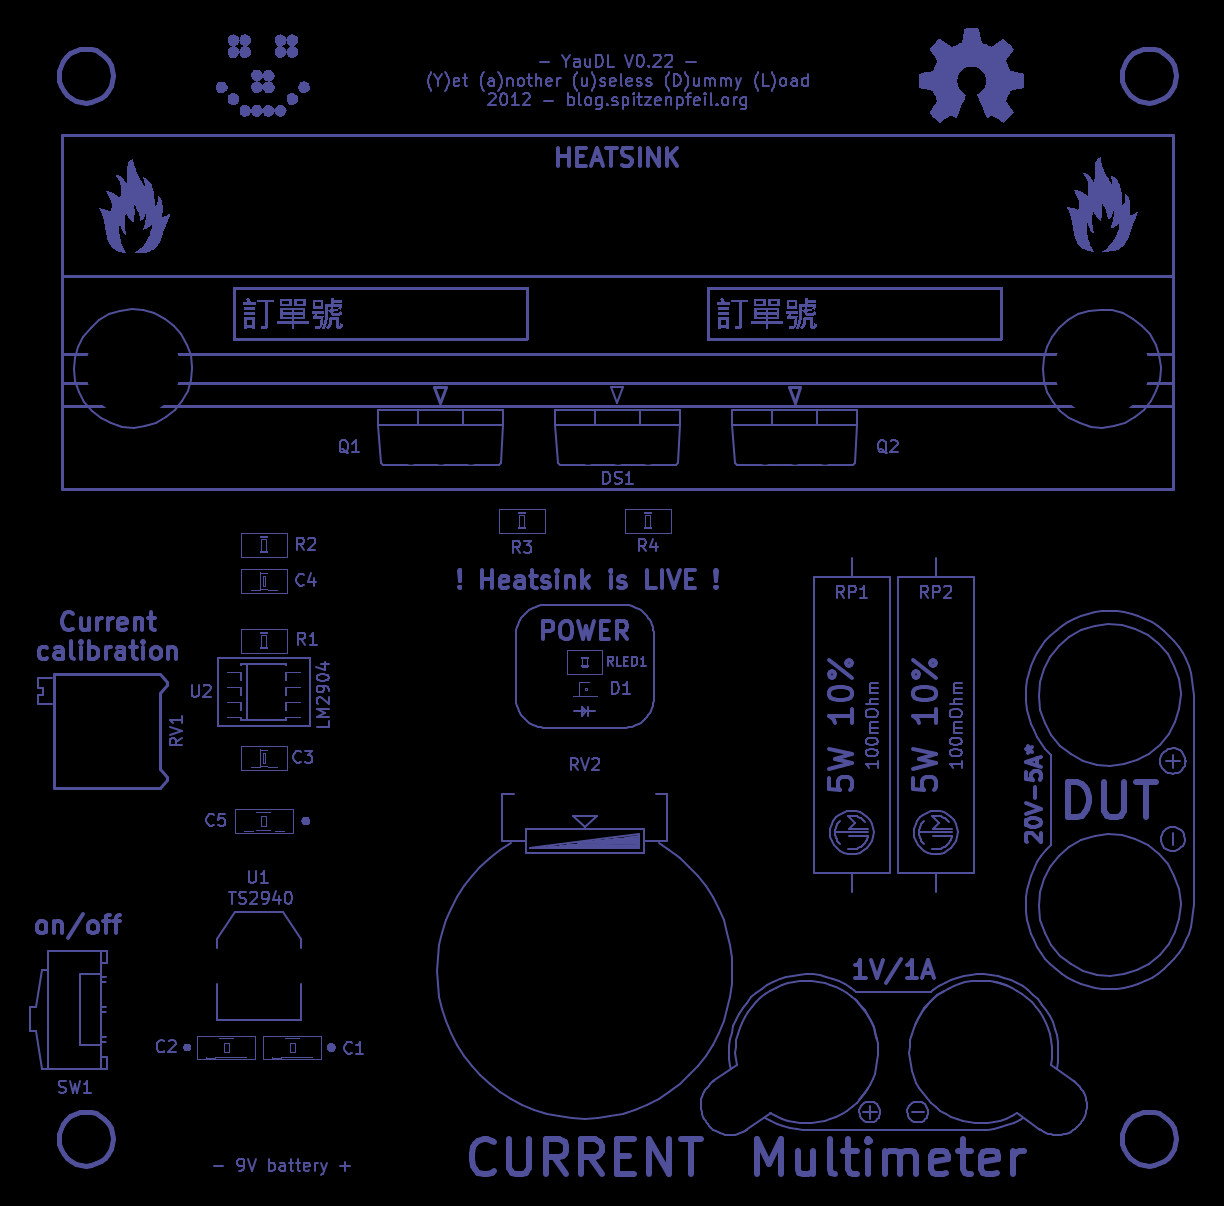 - YauDL V0.22 -
(Y)et (a)nother (u)seless (D)ummy (L)oad
2012 - blog.spitzenpfeil.org
HEATSINK
訂單號
訂單號
Q1
Q2
DS1
R3
R4
R2
C4
! Heatsink is LIVE !
RP1
RP2
Current
calibration
POWER
R1
RLED1
D1
U2
LM2904
RV1
5W 10%
100mOhm
5W 10%
100mOhm
C3
RV2
20V-5A*
DUT
+
-
C5
U1
TS2940
on/off
1V/1A
C2
C1
SW1
+
-
CURRENT
Multimeter
- 9V battery +